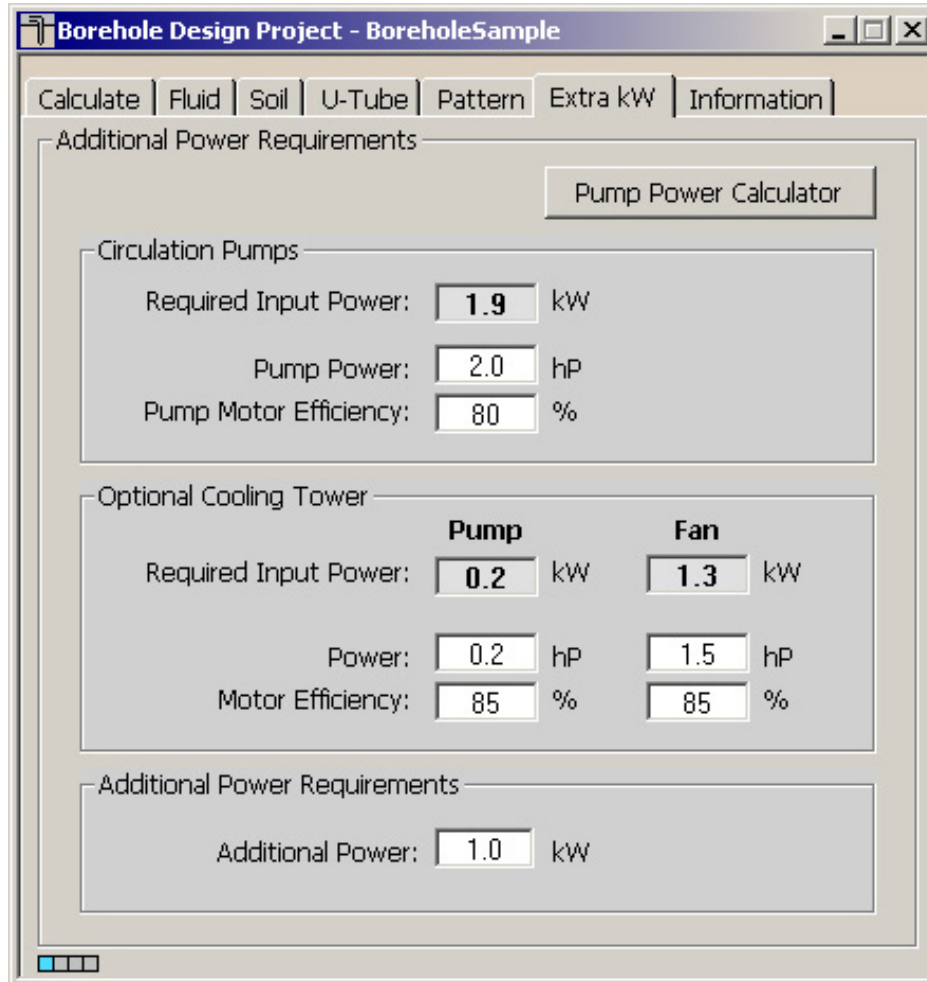 Borehole Design Project - BoreholeSample
Calculate Fluid Soil U-Tube Pattern Extra kW Information
Additional Power Requirements
Pump Power Calculator
Circulation Pumps
Required Input Power: 1.9 kW
Pump Power: 2.0 hP
Pump Motor Efficiency: 80 %
Optional Cooling Tower
Pump Fan
Required Input Power: 0.2 kW 1.3 kW
Power: 0.2 hP 1.5 hP
Motor Efficiency: 85 % 85 %
Additional Power Requirements
Additional Power: 1.0 kW